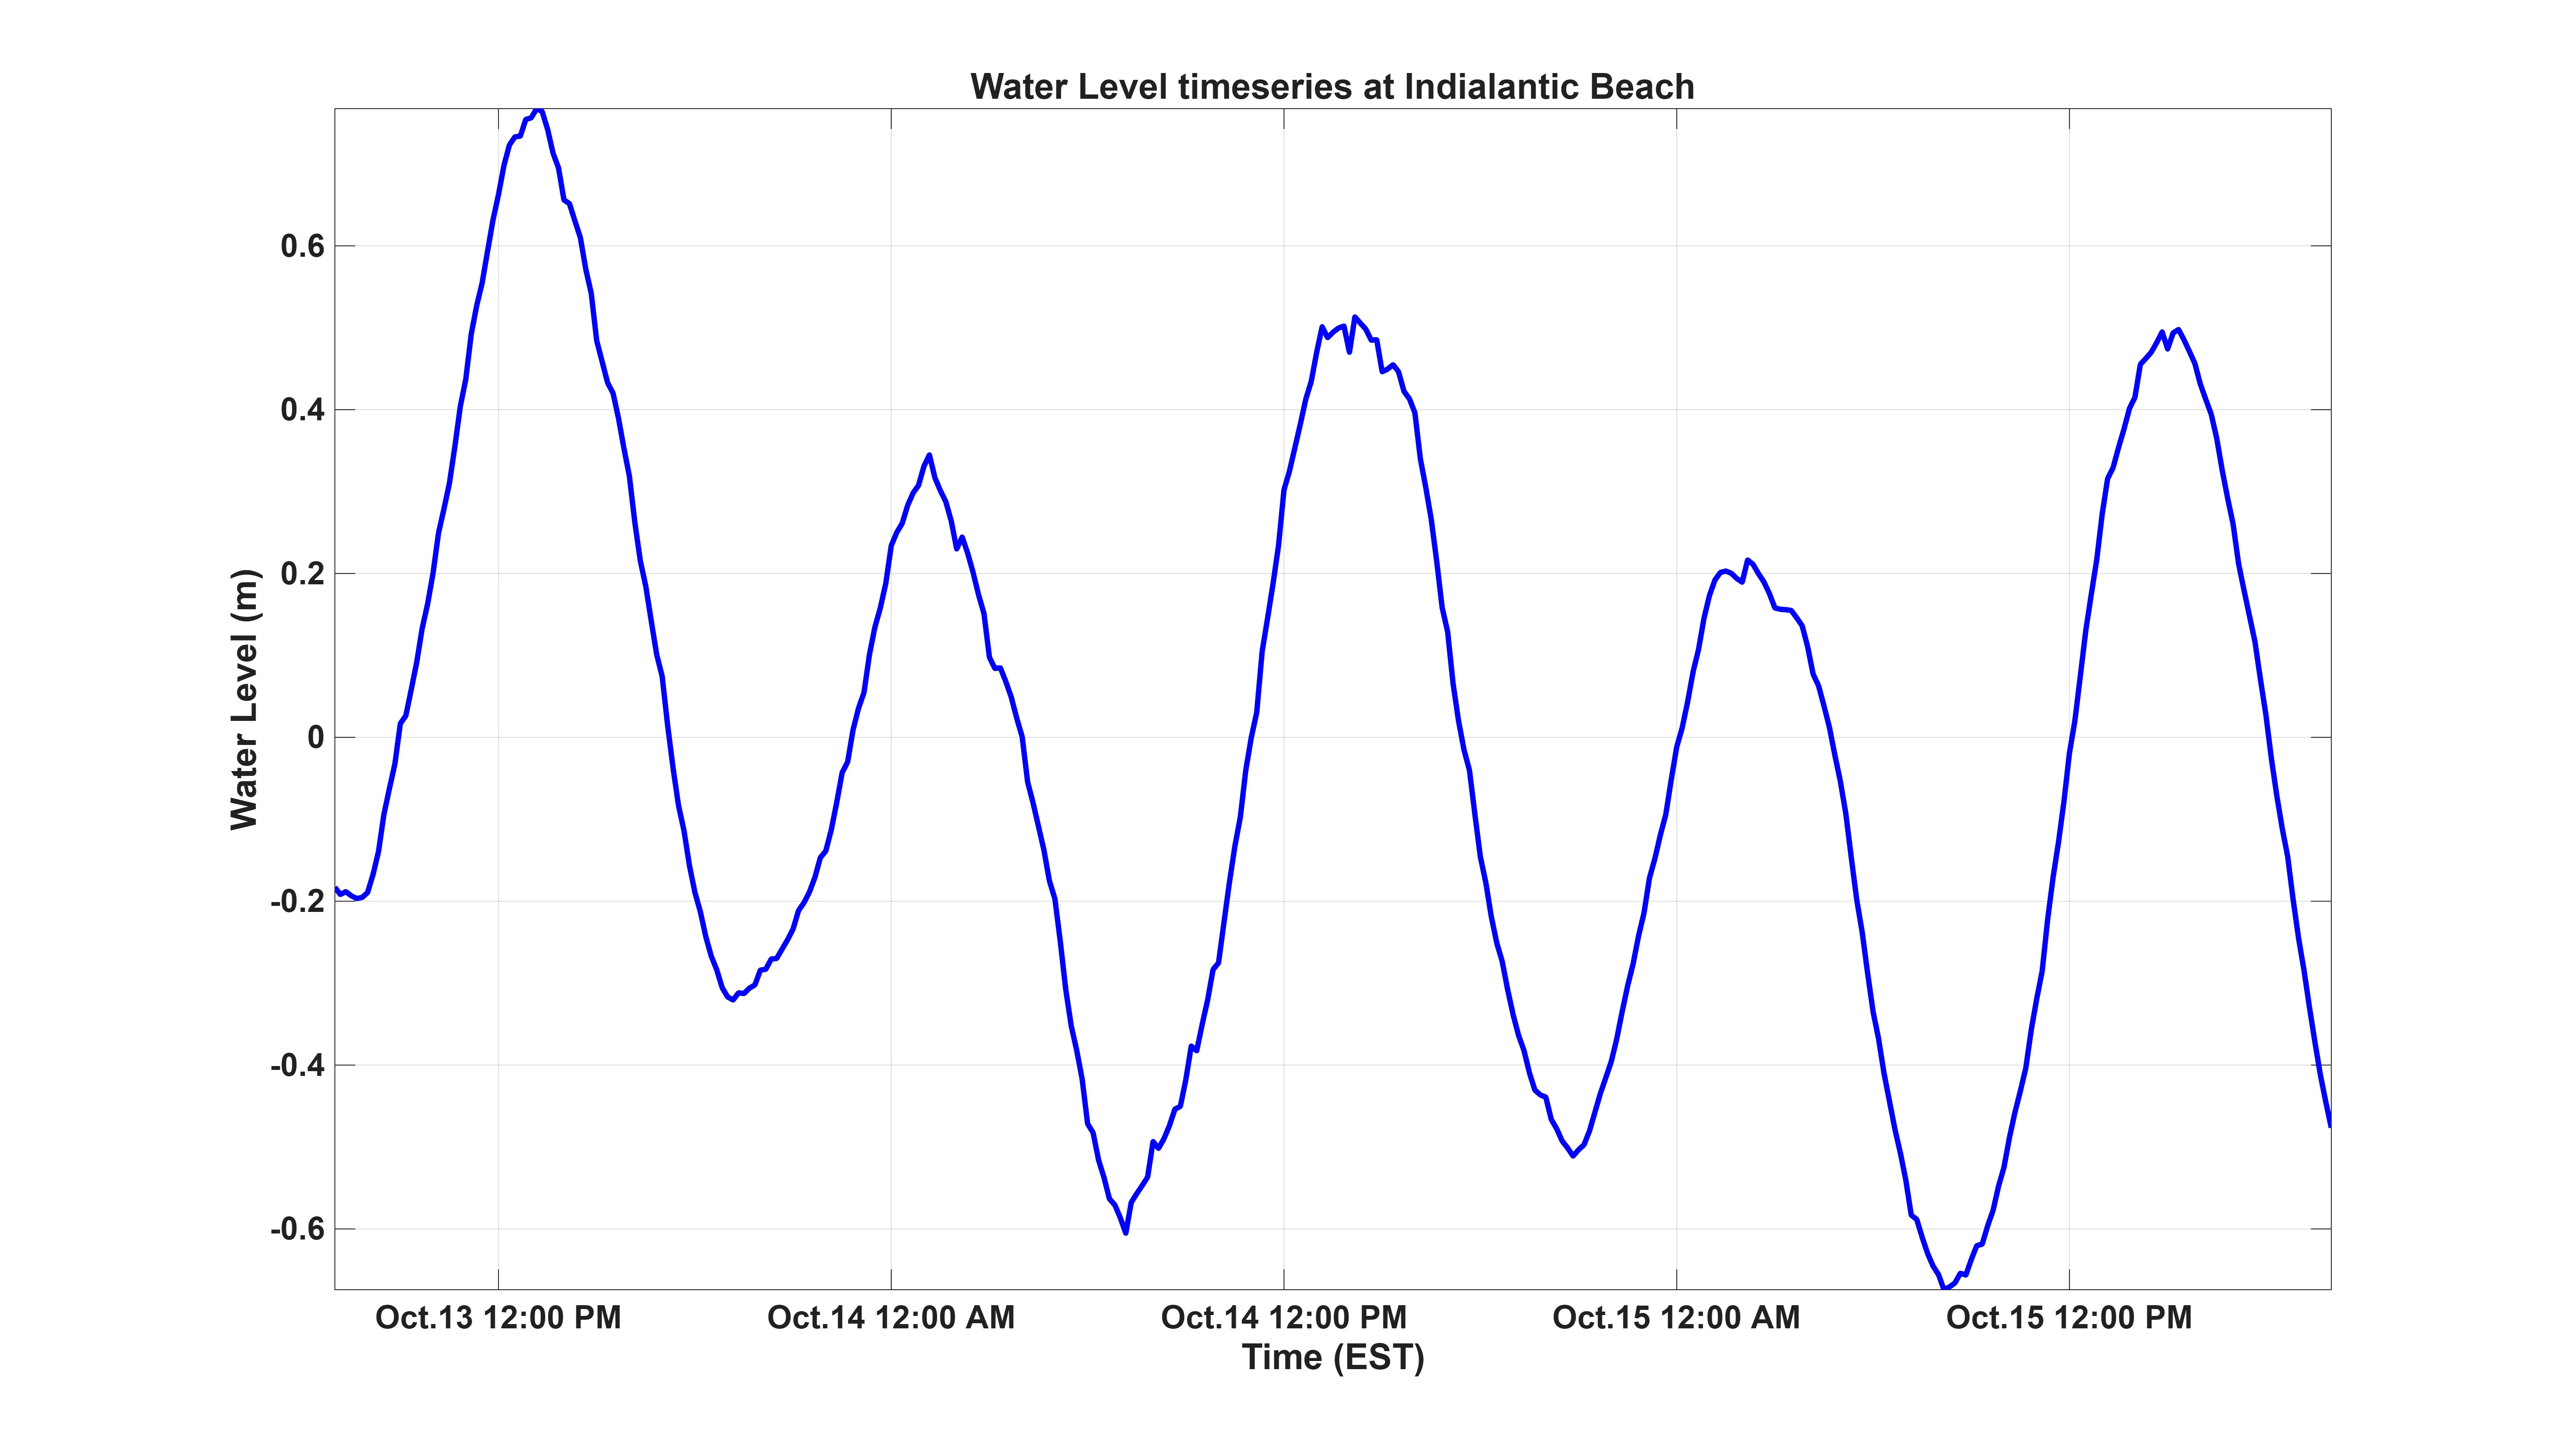 Water Level timeseries at Indialantic Beach
0.6
0.4
0.2
0
-0.2
-0.4
-0.6
Water Level (m)
Oct.13 12:00 PM
Oct.14 12:00 AM
Oct.14 12:00 PM
Oct.15 12:00 AM
Oct.15 12:00 PM
Time (EST)